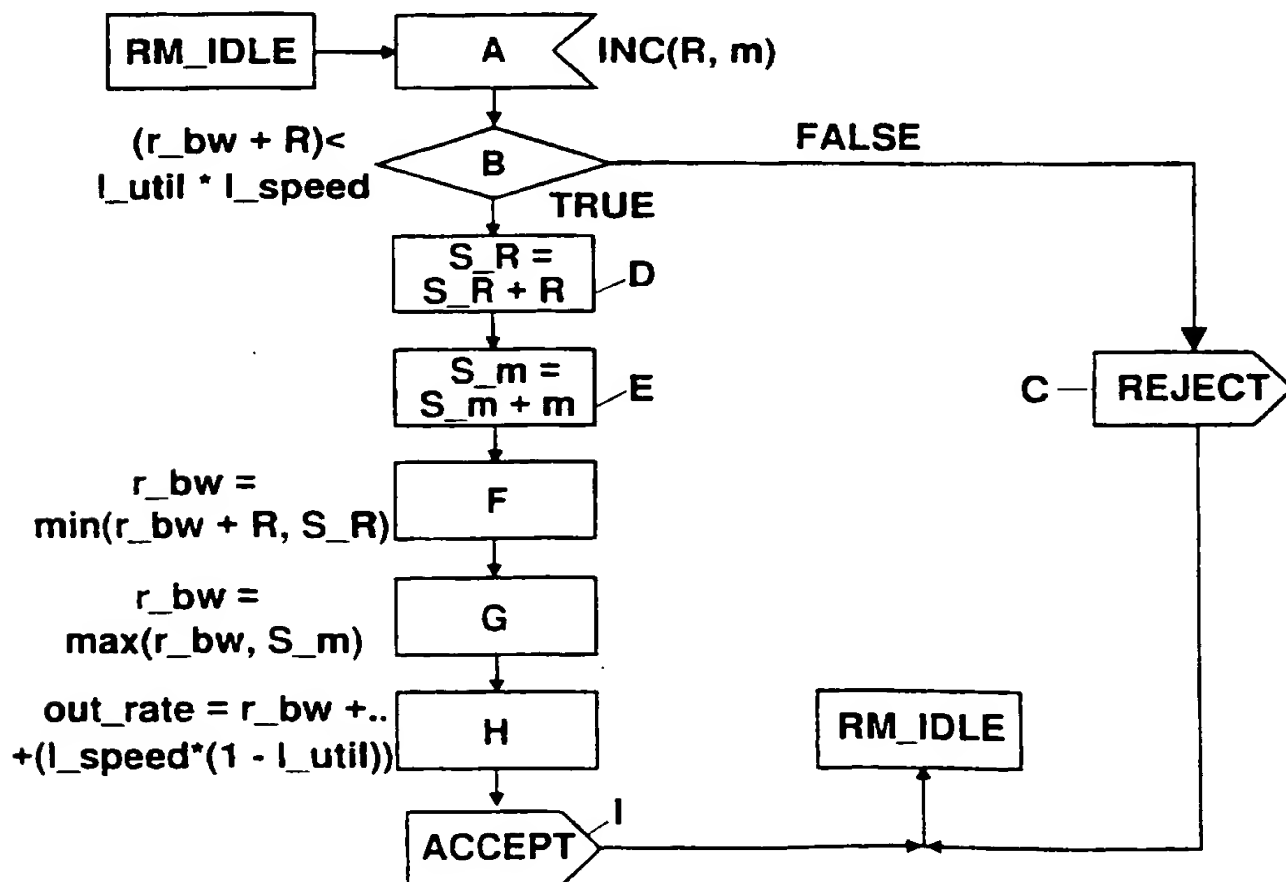 RM_IDLE
A
INC(R, m)
(r_bw + R)<
l_util * l_speed
B
FALSE
TRUE
S_R =
S_R + R
D
S_m =
S_m + m
E
C
REJECT
r_bw =
min(r_bw + R, S_R)
F
r_bw =
max(r_bw, S_m)
G
out_rate = r_bw +..
+(l_speed*(1 - l_util))
H
RM_IDLE
I
ACCEPT